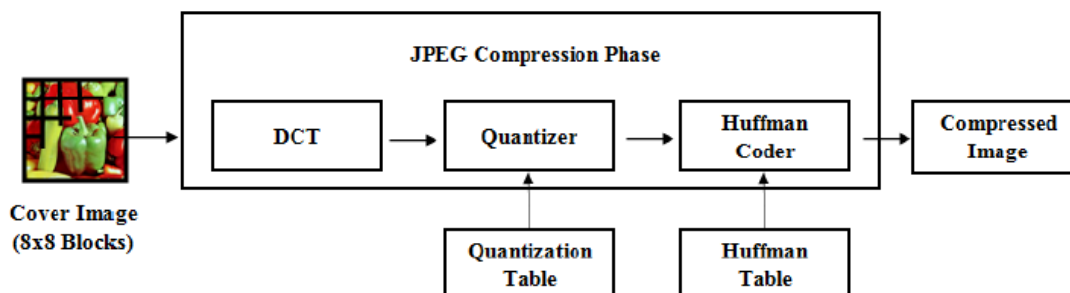 JPEG Compression Phase
DCT
Quantizer
Huffman
Coder
Compressed
Image
Cover Image
(8x8 Blocks)
Quantization
Table
Huffman
Table